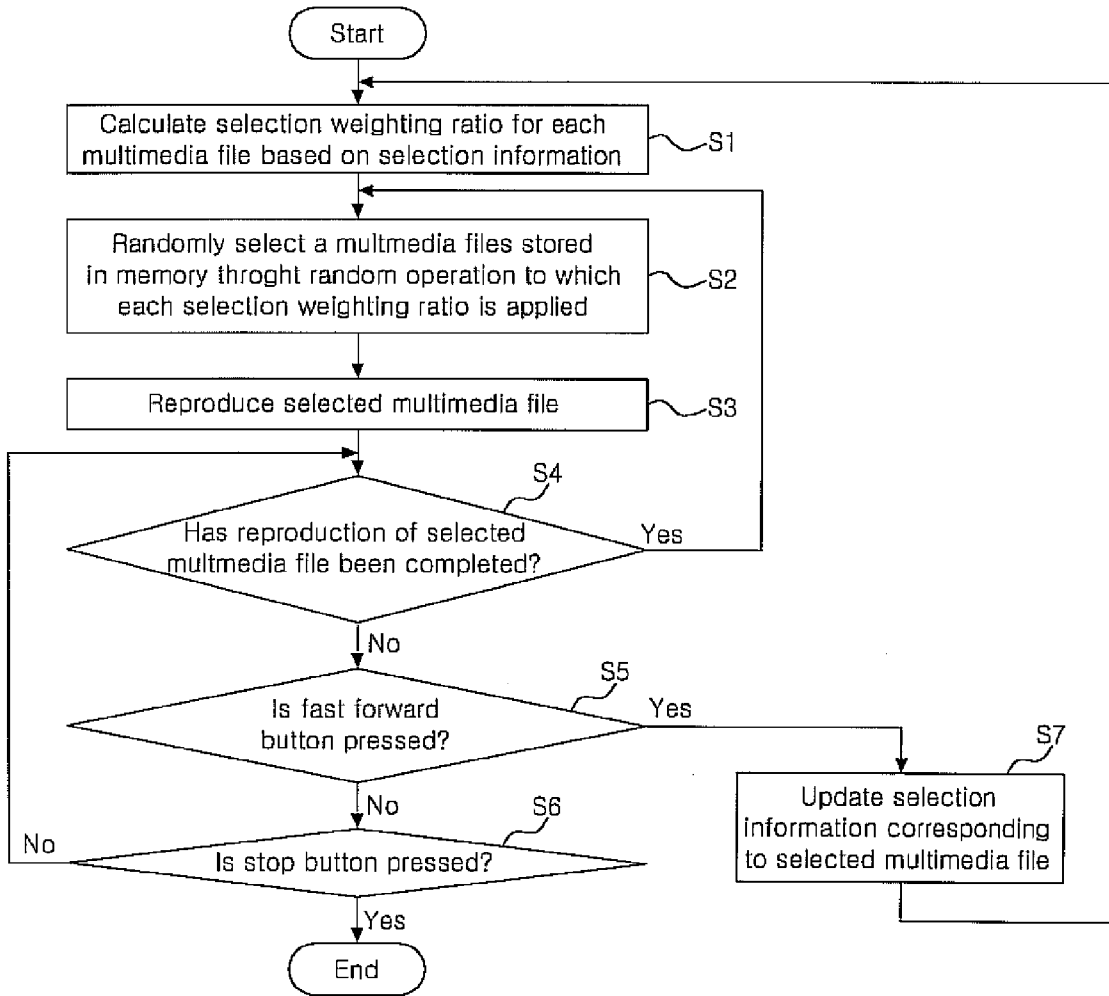 Start
Calculate selection weighting ratio for each
multimedia file based on selection information
S1
Randomly select a multmedia files stored
in memory throght random operation to which
each selection weighting ratio is applied
S2
Reproduce selected multimedia file
S3
S4
Has reproduction of selected
multmedia file been completed?
Yes
No
S5
Is fast forward
button pressed?
Yes
No
S7
Update selection
information corresponding
to selected multimedia file
S6
Is stop button pressed?
No
Yes
End